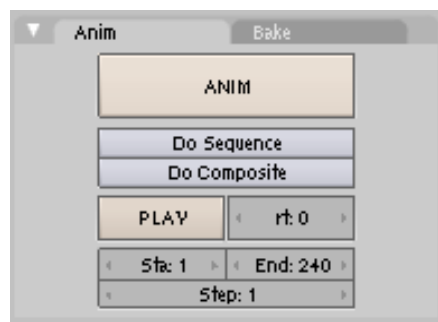 Anim Bake
ANIM
Do Sequence
Do Composite
PLAY rt: 0
Sta: 1 End: 240
Step: 1